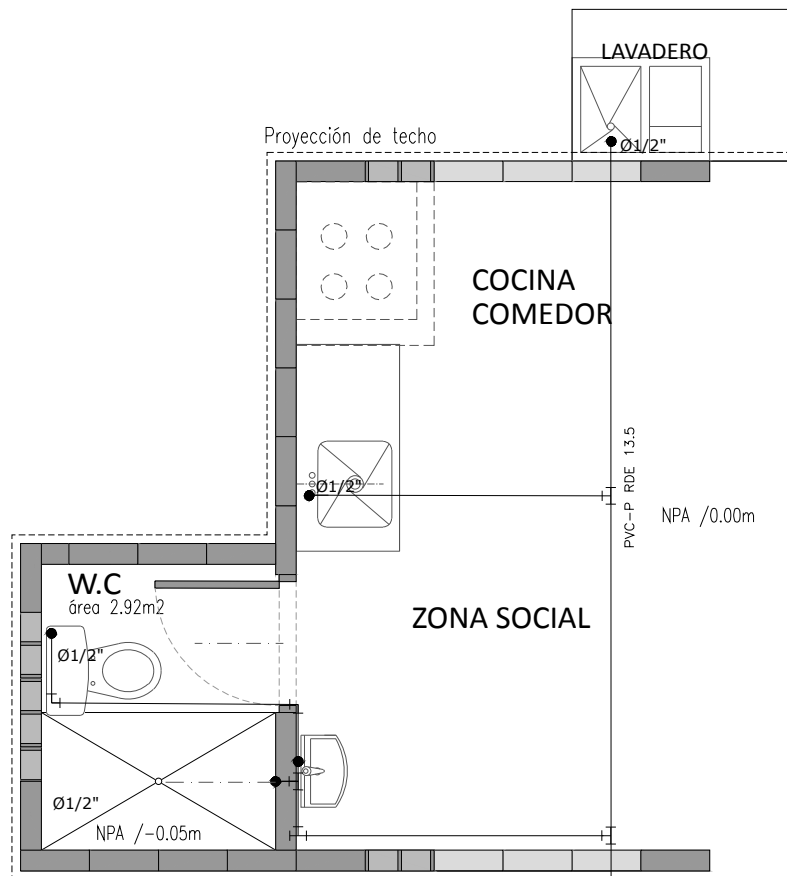 LAVADERO
Proyección de techo
Ø1/2"
COCINA
COMEDOR
PVC-P RDE 13.5
Ø1/2"
NPA /0.00m
W.C
área 2.92m2
ZONA SOCIAL
Ø1/2"
Ø1/2"
NPA /-0.05m